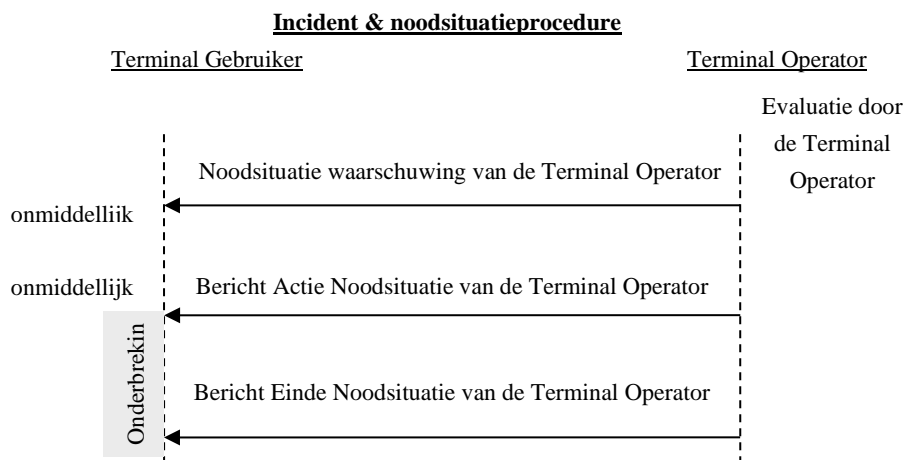 Incident & noodsituatieprocedure
Terminal Gebruiker
Terminal Operator
Evaluatie door
de Terminal
Operator
Noodsituatie waarschuwing van de Terminal Operator
onmiddellijk
onmiddellijk
Bericht Actie Noodsituatie van de Terminal Operator
Onderbrekin
Bericht Einde Noodsituatie van de Terminal Operator